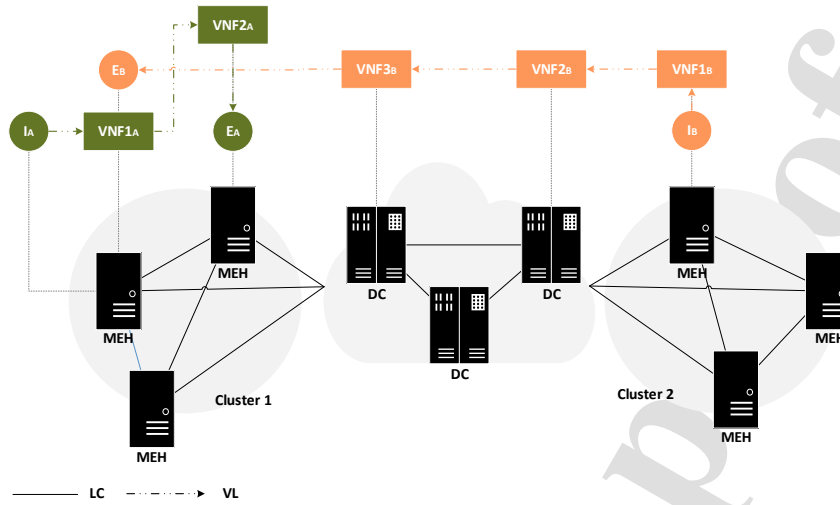 VNF2A
EB
VNF3B
VNF2B
VNF1B
IA
VNF1A
EA
IB
MEH
MEH
MEH
DC
DC
DC
MEH
MEH
MEH
Cluster 1
Cluster 2
LC
VL